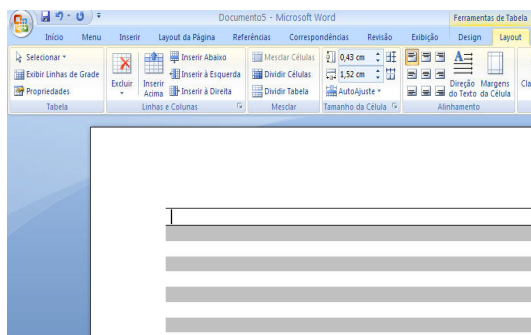 Documento5 - Microsoft Word
Ferramentas de Tabela
Início Menu Inserir Layout da Página Referências Correspondências Revisão Exibição Design Layout
Selecionar
Exibir Linhas de Grade
Propriedades
Tabela
Excluir
Inserir Acima
Inserir Abaixo
Inserir à Esquerda
Inserir à Direita
Linhas e Colunas
Mesclar Células
Dividir Células
Dividir Tabela
Mesclar
0,43 cm
1,52 cm
AutoAjuste
Tamanho da Célula
Direção do Texto
Margens da Célula
Alinhamento